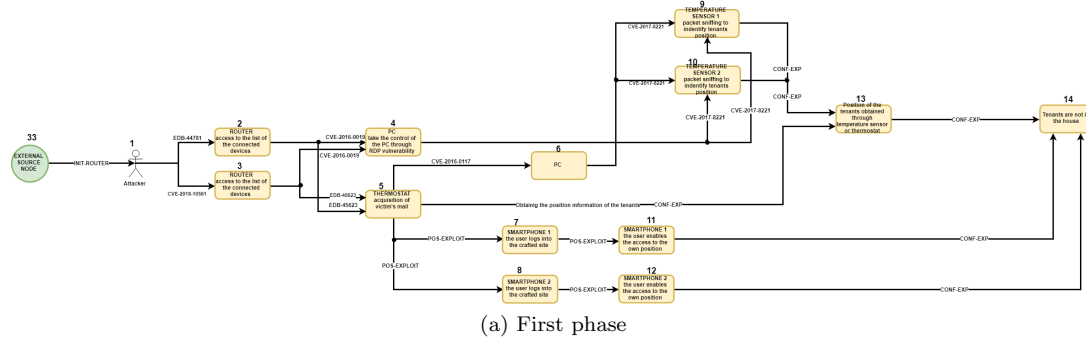 33
EXTERNAL
SOURCE
NODE
INIT-ROUTER
1
Attacker
EDB-44781
CVE-2018-10561
2
ROUTER
access to the list of
the connected
devices
3
ROUTER
access to the list of
the connected
devices
CVE-2016-0019
CVE-2016-0019
EDB-45623
EDB-45623
4
PC
take the control of
the PC through
RDP vulnerability
5
THERMOSTAT
acquisition of
victim's mail
CVE-2016-0117
6
PC
CVE-2017-8221
CVE-2017-8221
9
TEMPERATURE
SENSOR 1
packet sniffing to
indentify tenants
position
10
TEMPERATURE
SENSOR 2
packet sniffing to
indentify tenants
position
CVE-2017-8221
CVE-2017-8221
CONF-EXP
CONF-EXP
13
Position of the
tenants obtained
through
temperature sensor
or thermostat
CONF-EXP
14
Tenants are not in
the house
Obtainig the position information of the tenants
CONF-EXP
POS-EXPLOIT
POS-EXPLOIT
7
SMARTPHONE 1
the user logs into
the crafted site
POS-EXPLOIT
11
SMARTPHONE 1
the user enables
the access to the
own position
CONF-EXP
8
SMARTPHONE 2
the user logs into
the crafted site
POS-EXPLOIT
12
SMARTPHONE 2
the user enables
the access to the
own position
CONF-EXP
(a) First phase